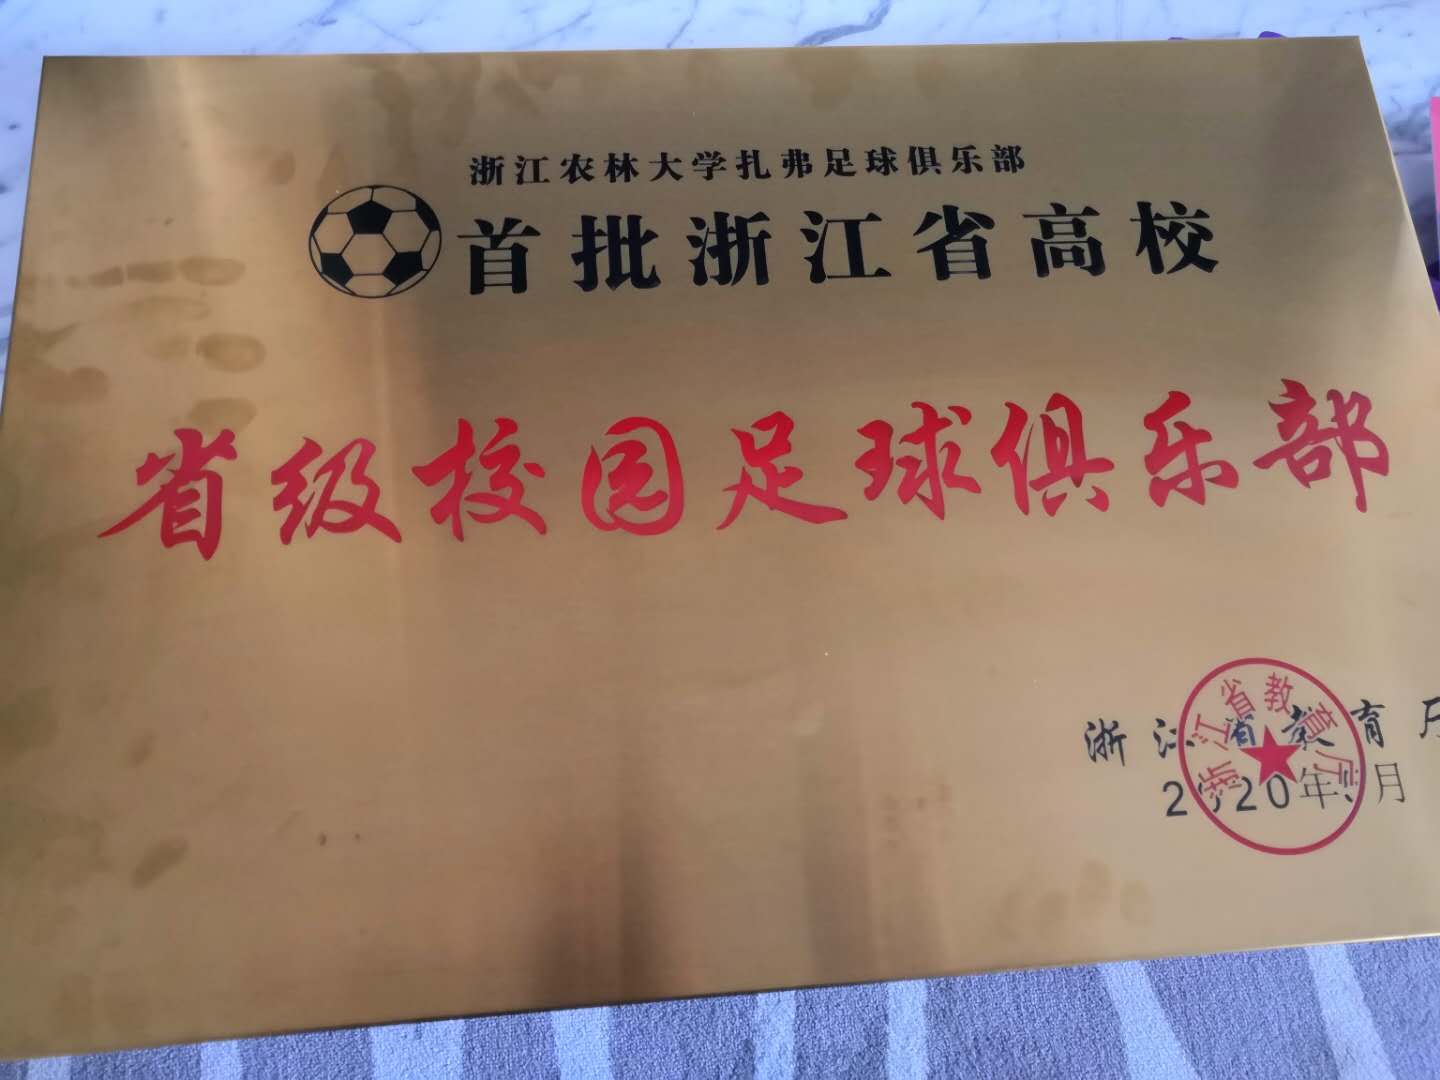 浙江农林大学扎弗足球俱乐部
首批浙江省高校
省级校园足球俱乐部
浙江省教育厅
浙江省教育厅
2020年 月